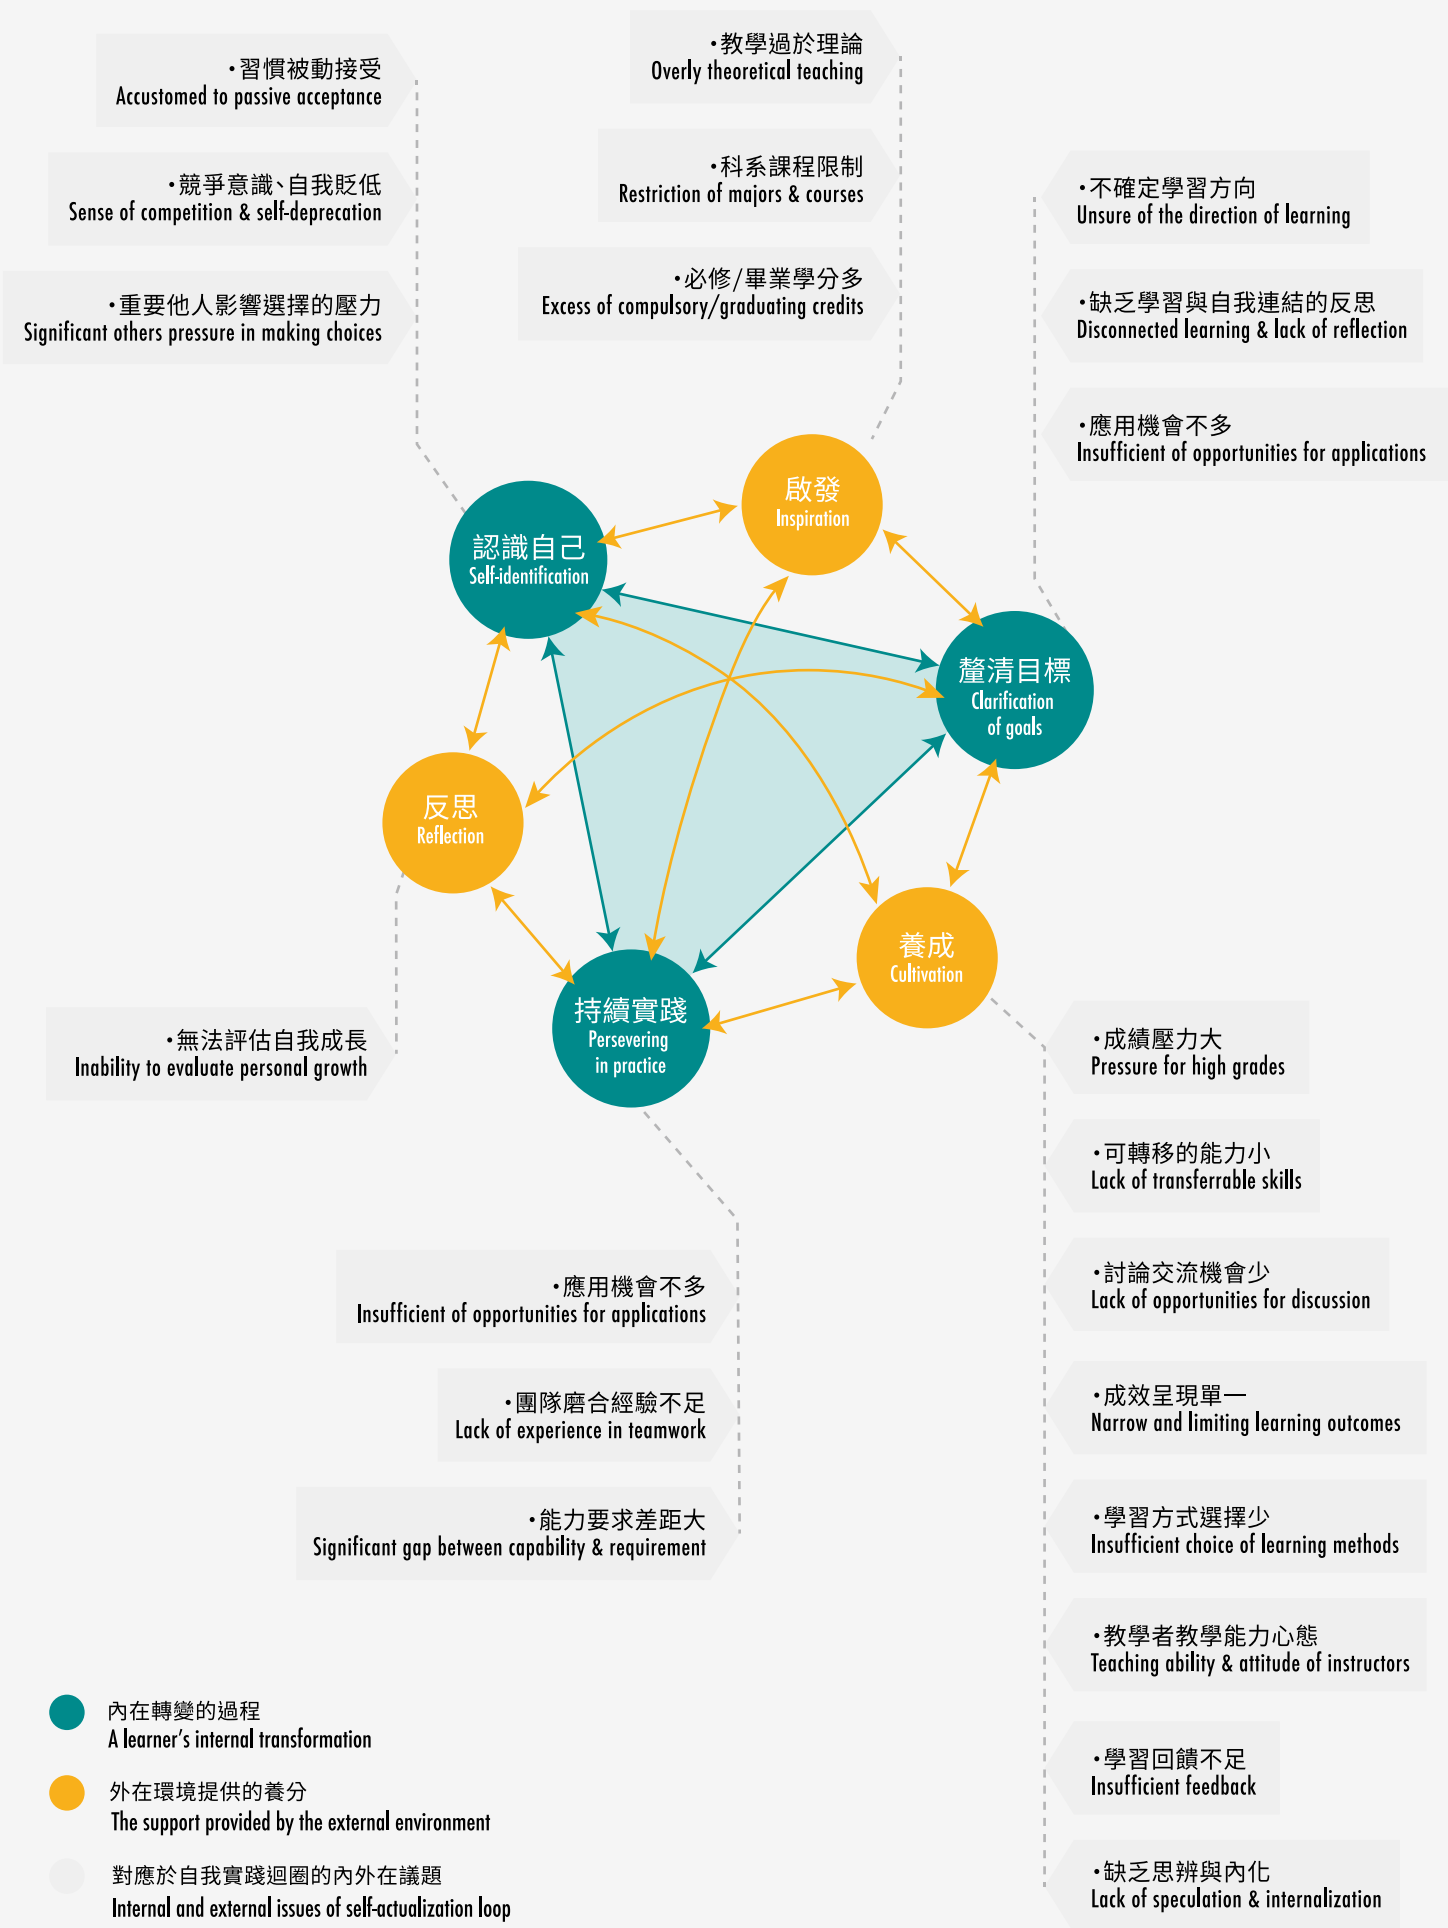 ・習慣被動接受
Accustomed to passive acceptance
・競爭意識、自我貶低
Sense of competition & self-deprecation
・重要他人影響選擇的壓力
Significant others pressure in making choices
・教學過於理論
Overly theoretical teaching
・科系課程限制
Restriction of majors & courses
・必修/畢業學分多
Excess of compulsory/graduating credits
・不確定學習方向
Unsure of the direction of learning
・缺乏學習與自我連結的反思
Disconnected learning & lack of reflection
・應用機會不多
Insufficient of opportunities for applications
啟發
Inspiration
認識自己
Self-identification
釐清目標
Clarification
of goals
反思
Reflection
養成
Cultivation
持續實踐
Persevering
in practice
・無法評估自我成長
Inability to evaluate personal growth
・應用機會不多
Insufficient of opportunities for applications
・團隊磨合經驗不足
Lack of experience in teamwork
・能力要求差距大
Significant gap between capability & requirement
・成績壓力大
Pressure for high grades
・可轉移的能力小
Lack of transferrable skills
・討論交流機會少
Lack of opportunities for discussion
・成效呈現單一
Narrow and limiting learning outcomes
・學習方式選擇少
Insufficient choice of learning methods
・教學者教學能力心態
Teaching ability & attitude of instructors
・學習回饋不足
Insufficient feedback
・缺乏思辨與內化
Lack of speculation & internalization
內在轉變的過程
A learner's internal transformation
外在環境提供的養分
The support provided by the external environment
對應於自我實踐迴圈的內外在議題
Internal and external issues of self-actualization loop